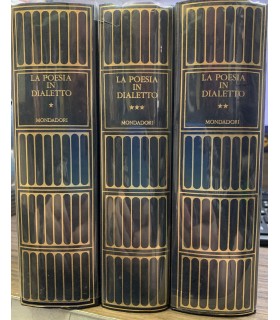 LA POESIA
IN
DIALETTO
*
MONDADORI
LA POESIA
IN
DIALETTO
***
MONDADORI
LA POESIA
IN
DIALETTO
**
MONDADORI